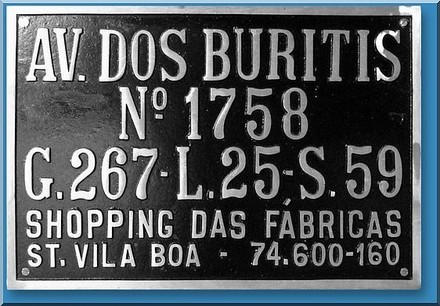 AV. DOS BURITIS
Nº 1758
G.267-L.25-S.59
SHOPPING DAS FÁBRICAS
ST. VILA BOA - 74.600-160